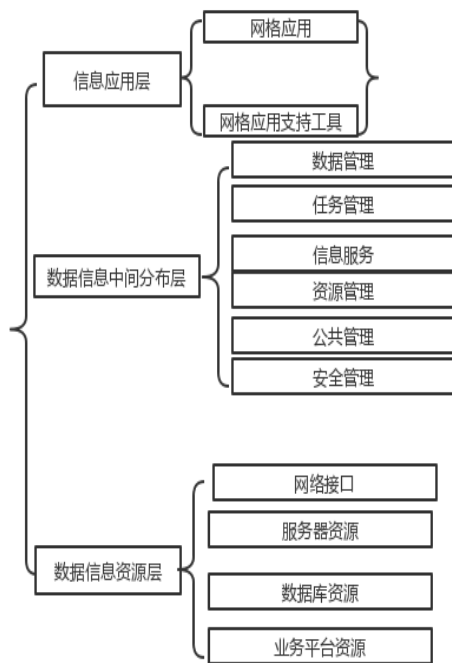 信息应用层
网格应用
网格应用支持工具
数据信息中间分布层
数据管理
任务管理
信息服务
资源管理
公共管理
安全管理
数据信息资源层
网络接口
服务器资源
数据库资源
业务平台资源